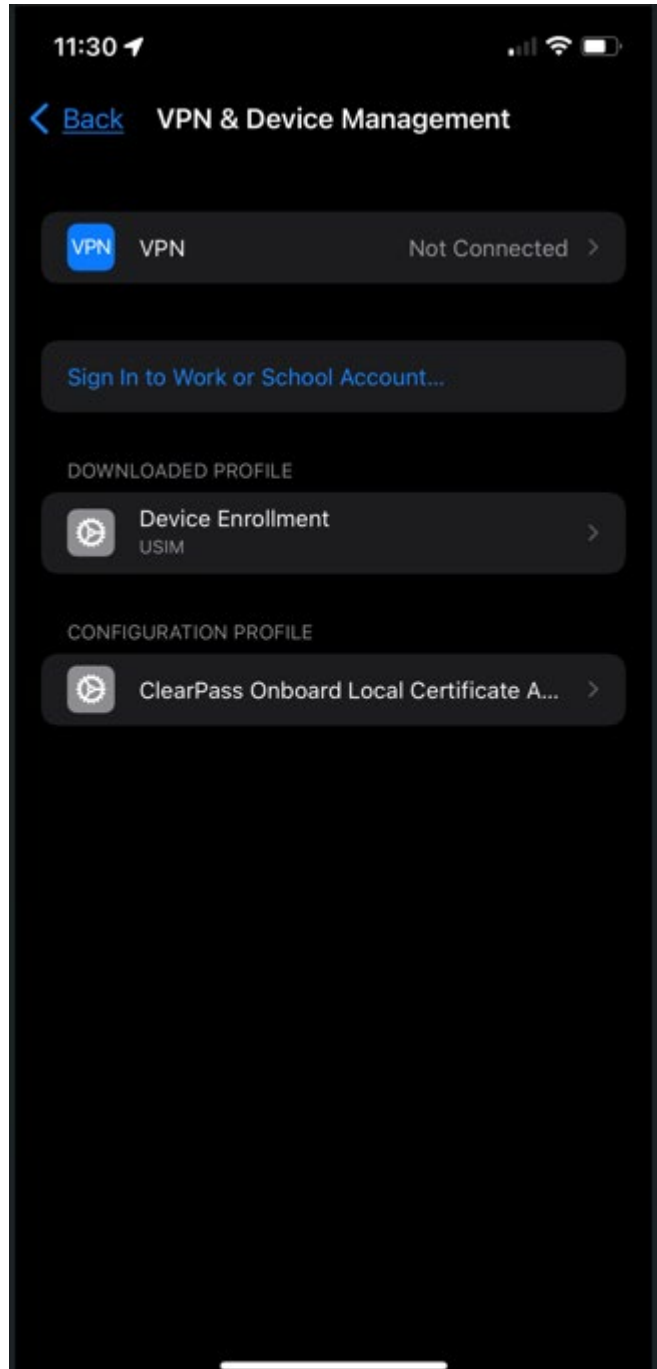 11:30
Back VPN & Device Management
VPN VPN Not Connected
Sign In to Work or School Account...
DOWNLOADED PROFILE
Device Enrollment
USIM
CONFIGURATION PROFILE
ClearPass Onboard Local Certificate A...